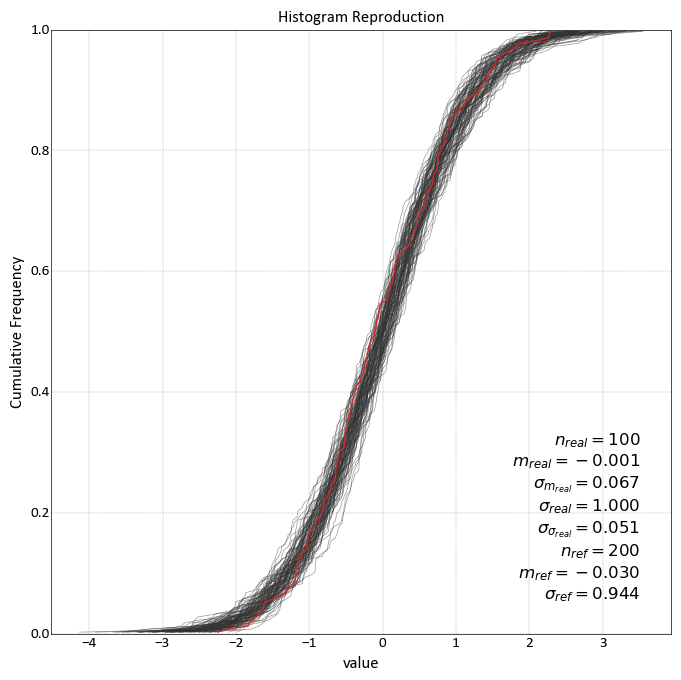 Histogram Reproduction
1.0
0.8
0.6
0.4
0.2
0.0
Cumulative Frequency
n_real = 100
m_real = −0.001
σ_m_real = 0.067
σ_real = 1.000
σ_σ_real = 0.051
n_ref = 200
m_ref = −0.030
σ_ref = 0.944
−4 −3 −2 −1 0 1 2 3
value